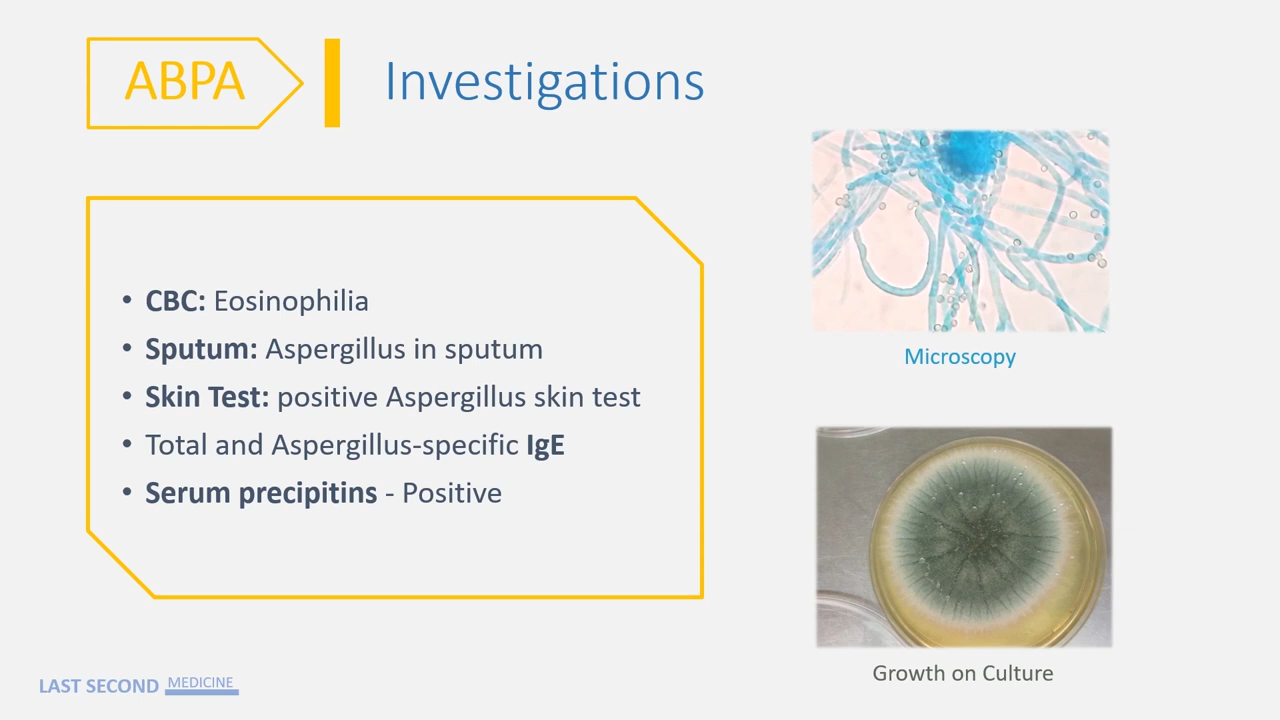 ABPA
Investigations
• CBC: Eosinophilia
• Sputum: Aspergillus in sputum
• Skin Test: positive Aspergillus skin test
• Total and Aspergillus-specific IgE
• Serum precipitins - Positive
Microscopy
Growth on Culture
LAST SECOND MEDICINE